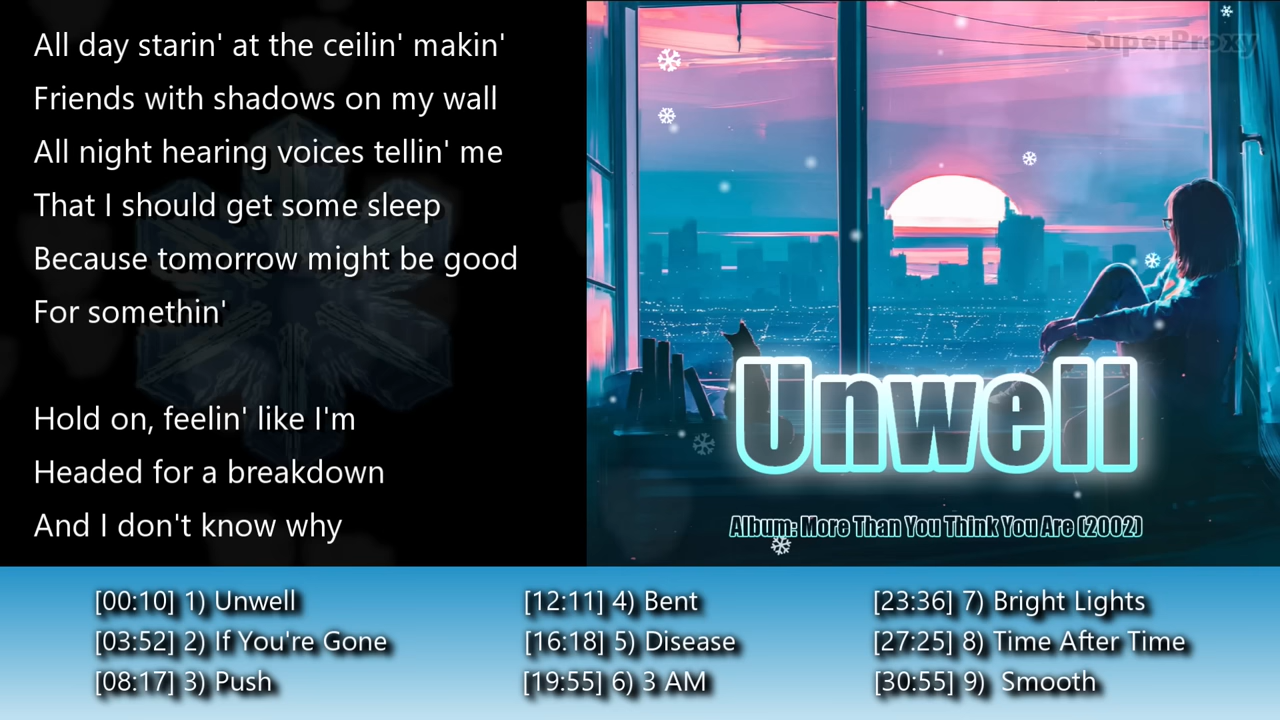 All day starin' at the ceilin' makin'
Friends with shadows on my wall
All night hearing voices tellin' me
That I should get some sleep
Because tomorrow might be good
For somethin'
Hold on, feelin' like I'm
Headed for a breakdown
And I don't know why
SuperProxy
Unwell
Album: More Than You Think You Are (2002)
[00:10] 1) Unwell
[03:52] 2) If You're Gone
[08:17] 3) Push
[12:11] 4) Bent
[16:18] 5) Disease
[19:55] 6) 3 AM
[23:36] 7) Bright Lights
[27:25] 8) Time After Time
[30:55] 9) Smooth